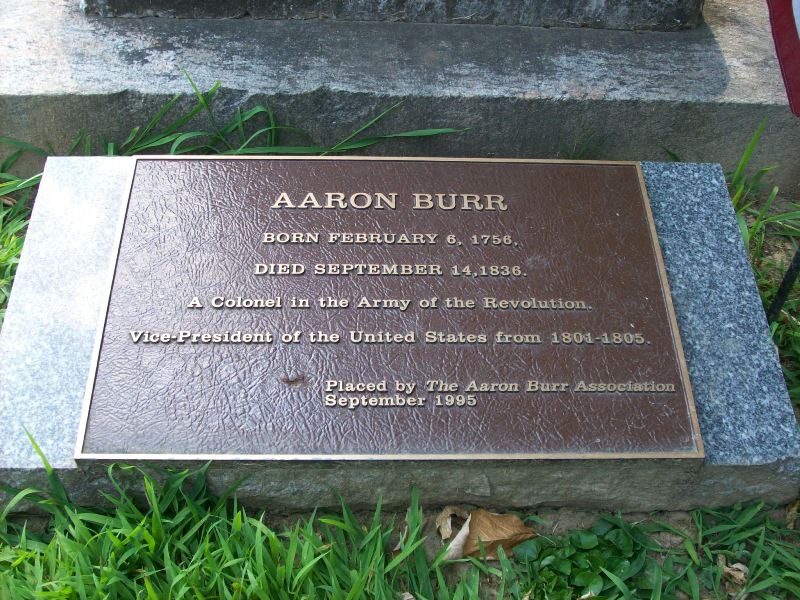 AARON BURR
BORN FEBRUARY 6, 1756.
DIED SEPTEMBER 14,1836.
A Colonel in the Army of the Revolution.
Vice-President of the United States from 1801-1805.
Placed by The Aaron Burr Association
September 1995